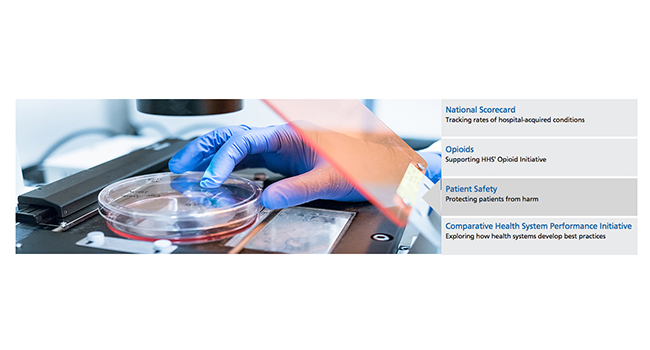 National Scorecard
Tracking rates of hospital-acquired conditions
Opioids
Supporting HHS' Opioid Initiative
Patient Safety
Protecting patients from harm
Comparative Health System Performance Initiative
Exploring how health systems develop best practices